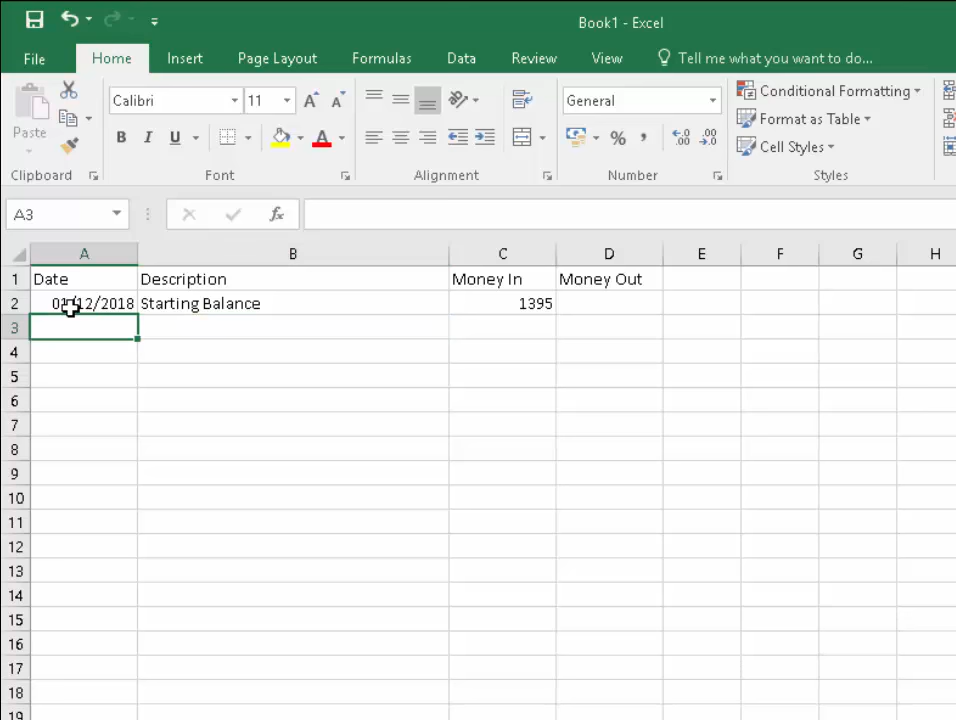 Book1 - Excel
File Home Insert Page Layout Formulas Data Review View Tell me what you want to do...
Calibri 11 General Conditional Formatting
Paste B I U A % Format as Table
Cell Styles
Clipboard Font Alignment Number Styles
A3 fx
A B C D E F G H
1 Date Description Money In Money Out
2 01/12/2018 Starting Balance 1395
3
4
5
6
7
8
9
10
11
12
13
14
15
16
17
18
19